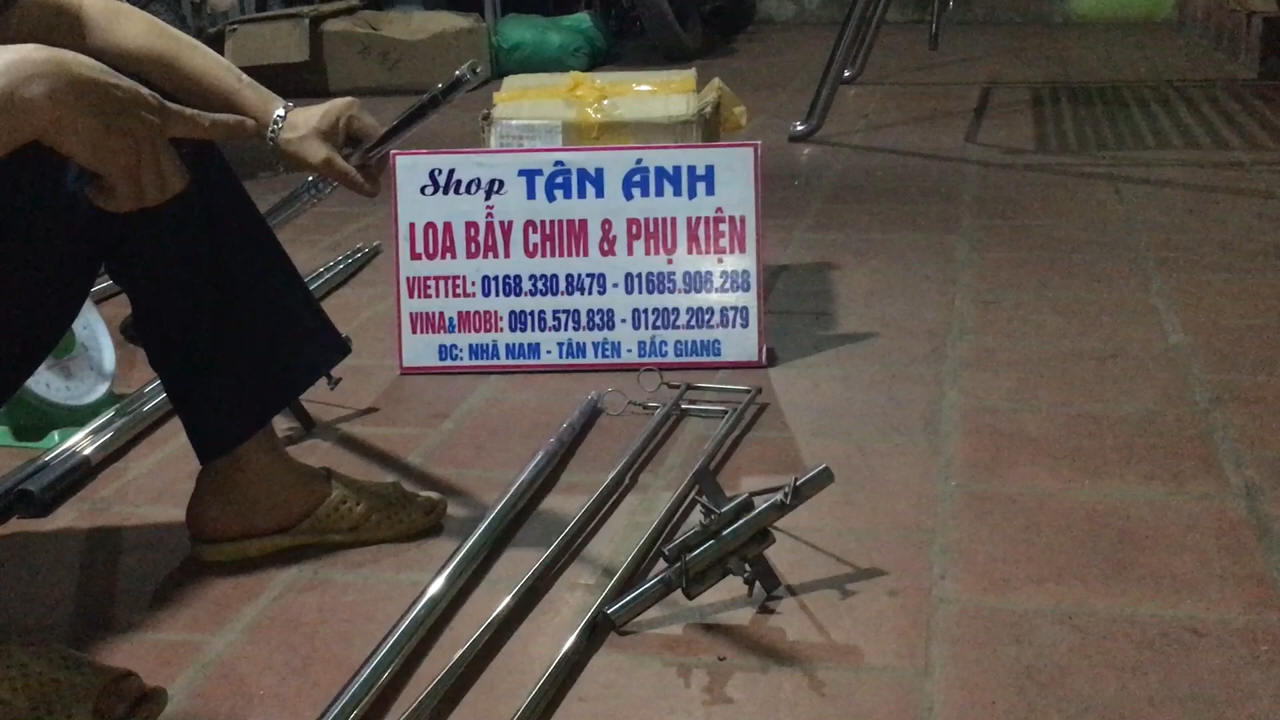 Shop TÂN ÁNH
LOA BẪY CHIM & PHỤ KIỆN
VIETTEL: 0168.330.8479 - 01685.906.288
VINA&MOBI: 0916.579.838 - 01202.202.679
ĐC: NHÃ NAM - TÂN YÊN - BẮC GIANG